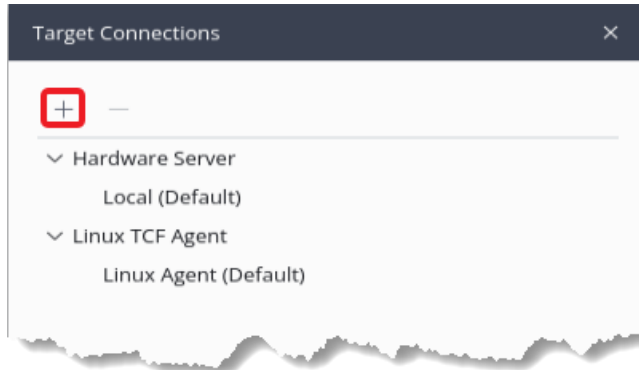 Target Connections
Hardware Server
Local (Default)
Linux TCF Agent
Linux Agent (Default)